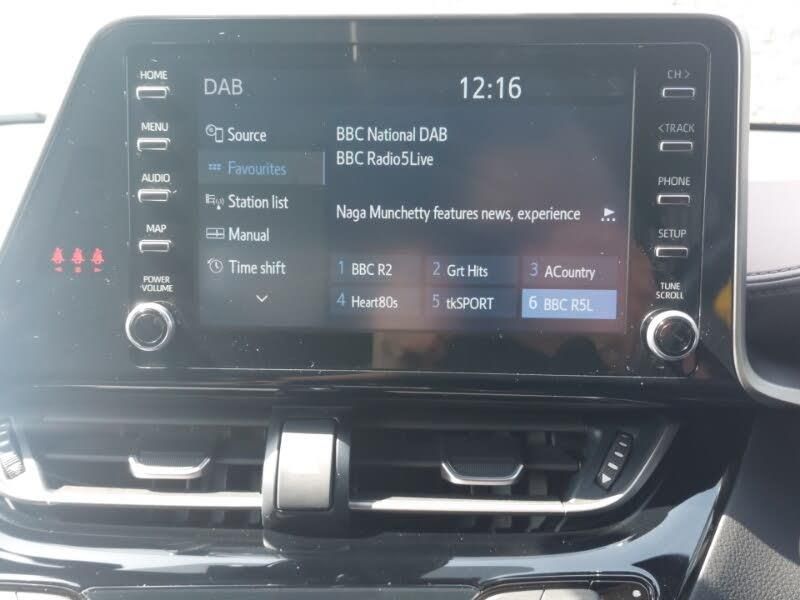 HOME
MENU
AUDIO
MAP
POWER
VOLUME
DAB
12:16
Source
Favourites
Station list
Manual
Time shift
BBC National DAB
BBC Radio5Live
Naga Munchetty features news, experience
1 BBC R2
2 Grt Hits
3 ACountry
4 Heart80s
5 tkSPORT
6 BBC R5L
CH >
< TRACK
PHONE
SETUP
TUNE
SCROLL